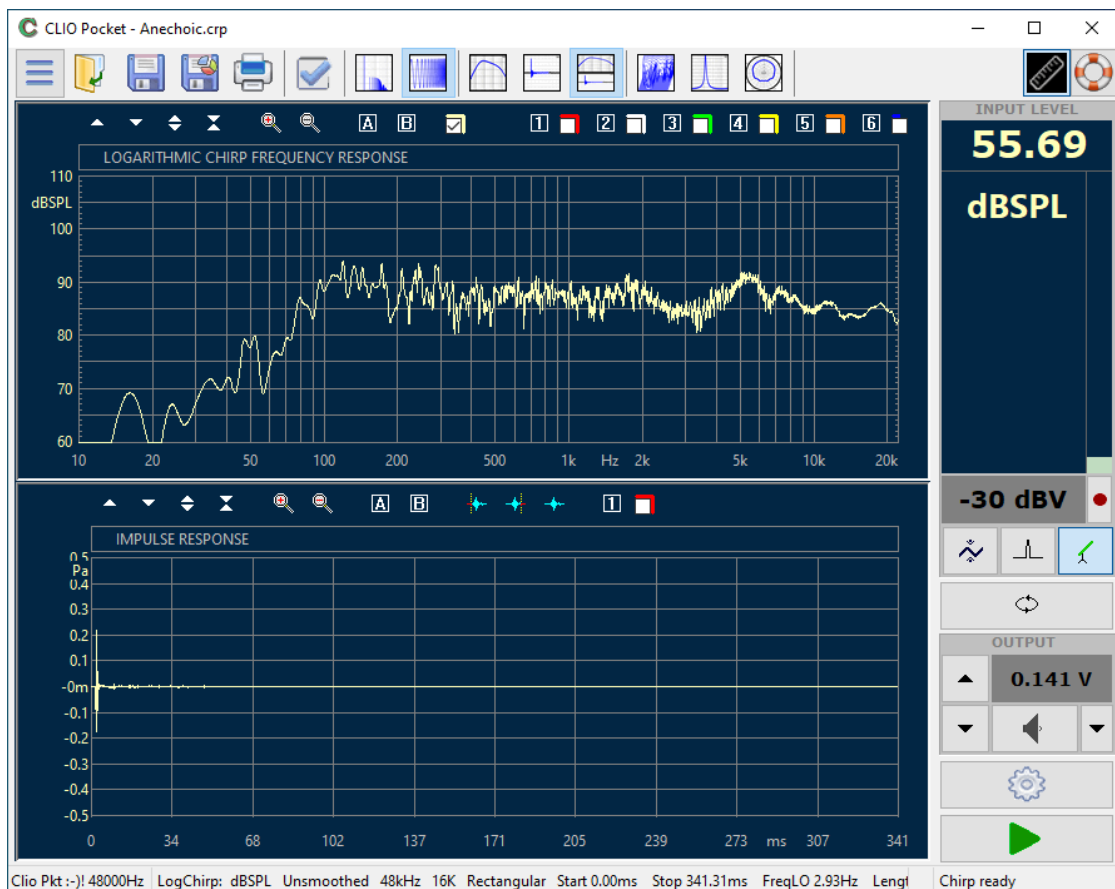 CLIO Pocket - Anechoic.crp
INPUT LEVEL
55.69
dBSPL
A B 1 2 3 4 5 6
LOGARITHMIC CHIRP FREQUENCY RESPONSE
110
dBSPL
100
90
80
70
60
10 20 50 100 200 500 1k Hz 2k 5k 10k 20k
-30 dBV
A B 1
IMPULSE RESPONSE
0.5
Pa
0.4
0.3
0.2
0.1
-0m
-0.1
-0.2
-0.3
-0.4
-0.5
0 34 68 102 137 171 205 239 273 ms 307 341
OUTPUT
0.141 V
Clio Pkt :-)! 48000Hz LogChirp: dBSPL Unsmoothed 48kHz 16K Rectangular Start 0.00ms Stop 341.31ms FreqLO 2.93Hz Lengt Chirp ready